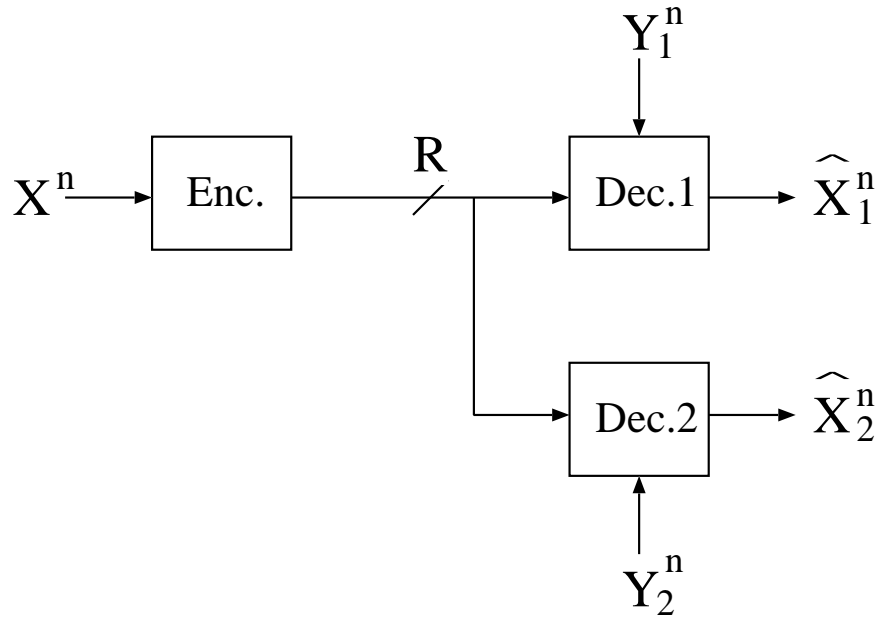 Y₁ⁿ
Xⁿ
Enc.
R
Dec.1
X̂₁ⁿ
Dec.2
X̂₂ⁿ
Y₂ⁿ